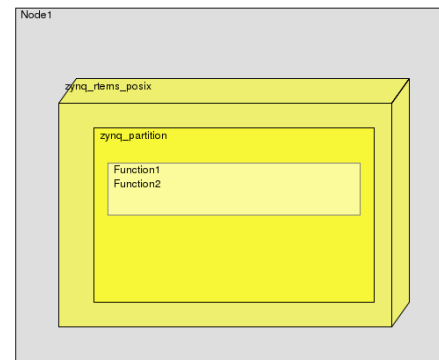 Node1
zynq_rtems_posix
zynq_partition
Function1
Function2